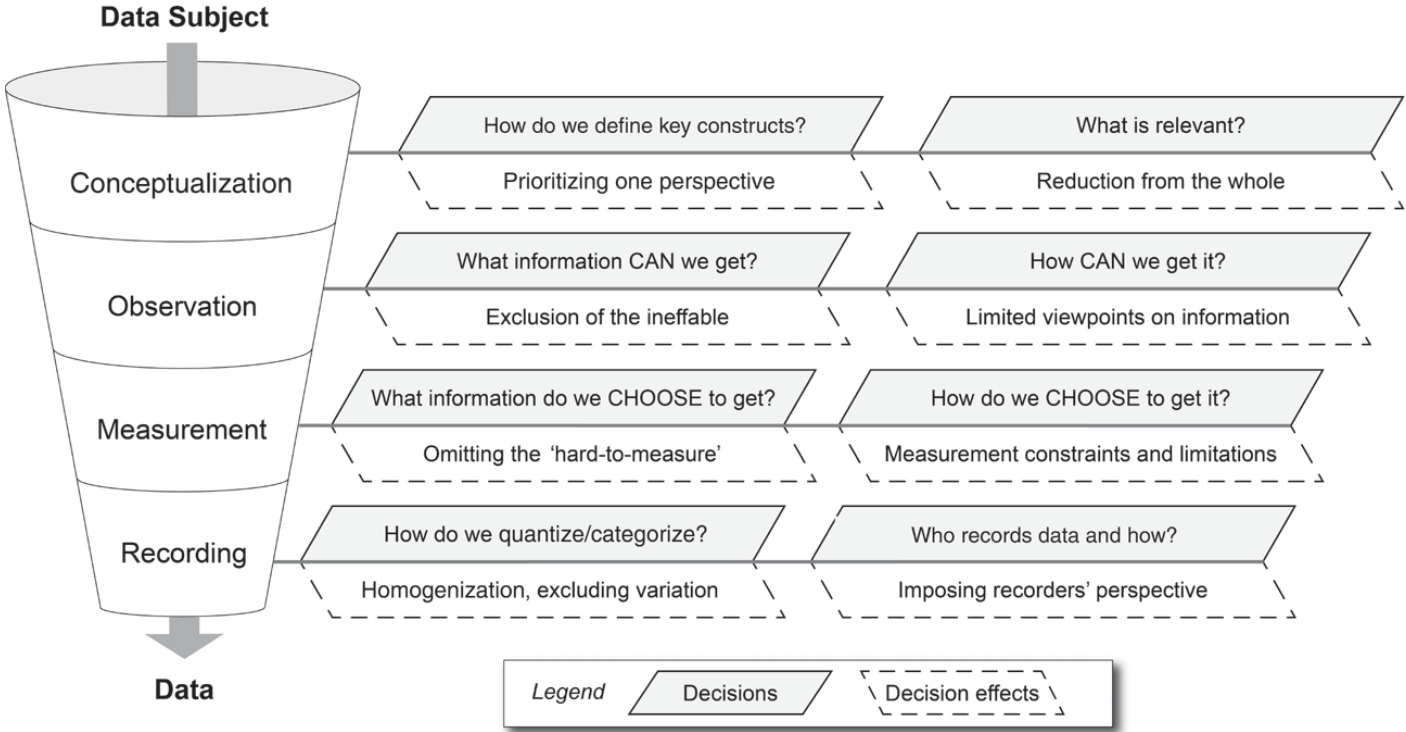 Data Subject
Conceptualization
How do we define key constructs?
Prioritizing one perspective
What is relevant?
Reduction from the whole
Observation
What information CAN we get?
Exclusion of the ineffable
How CAN we get it?
Limited viewpoints on information
Measurement
What information do we CHOOSE to get?
Omitting the ‘hard-to-measure’
How do we CHOOSE to get it?
Measurement constraints and limitations
Recording
How do we quantize/categorize?
Homogenization, excluding variation
Who records data and how?
Imposing recorders’ perspective
Data
Legend
Decisions
Decision effects